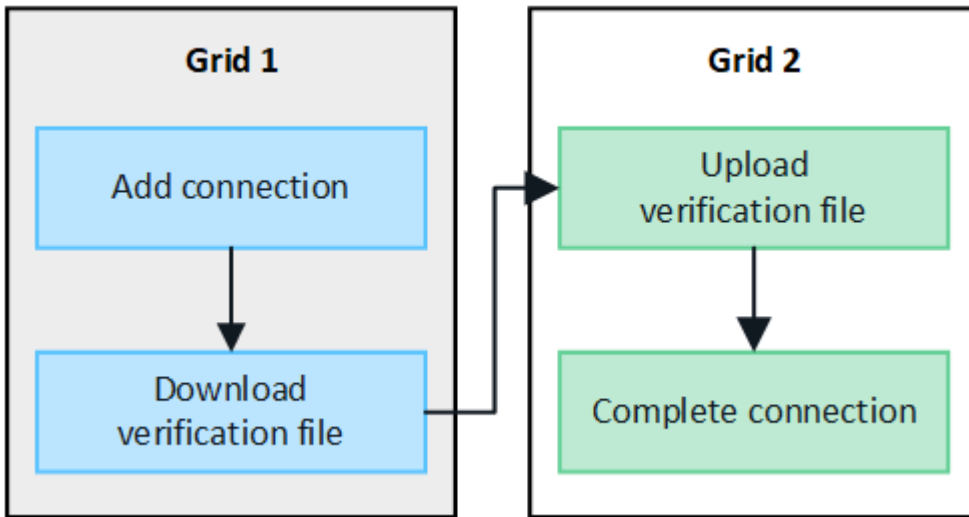 Grid 1
Add connection
Download
verification file
Grid 2
Upload
verification file
Complete connection